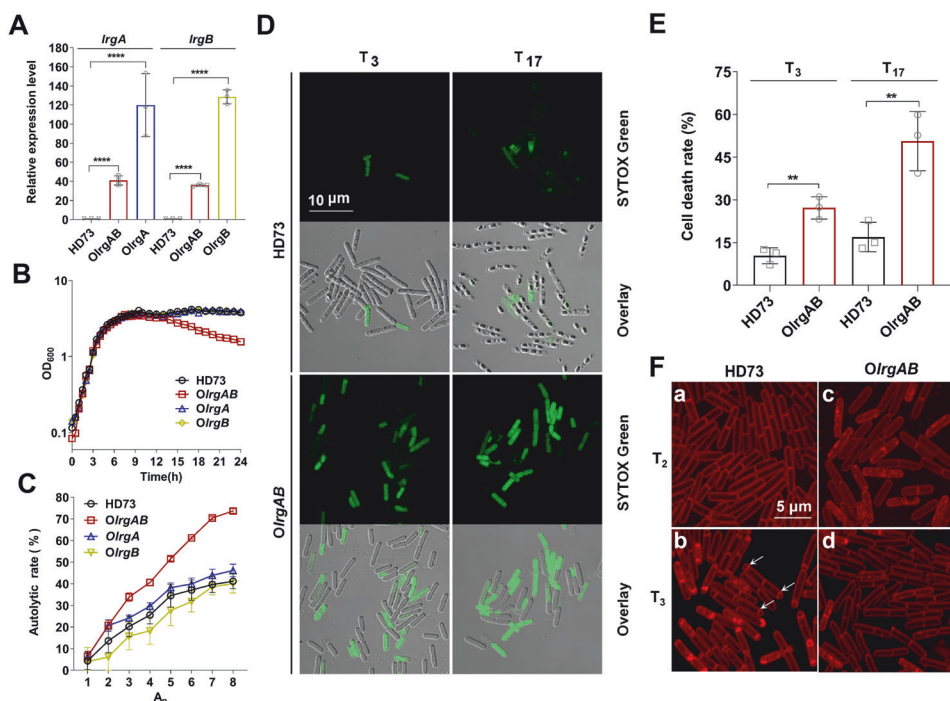 A
lrgA lrgB
Relative expression level
180
160
140
120
100
80
60
40
20
0
**** ****
**** ****
HD73 OlrgAB OlrgA HD73 OlrgAB OlrgB
B
OD600
10
1
0.1
HD73
OlrgAB
OlrgA
OlrgB
0 3 6 9 12 15 18 21 24
Time(h)
C
Autolytic rate ( % )
80
70
60
50
40
30
20
10
0
HD73
OlrgAB
OlrgA
OlrgB
1 2 3 4 5 6 7 8
An
D
T3 T17
HD73
10 µm
SYTOX Green
Overlay
OlrgAB
SYTOX Green
Overlay
E
T3 T17
Cell death rate (%)
75
60
45
30
15
0
** **
HD73 OlrgAB HD73 OlrgAB
F
HD73 OlrgAB
T2
a c
5 µm
T3
b d